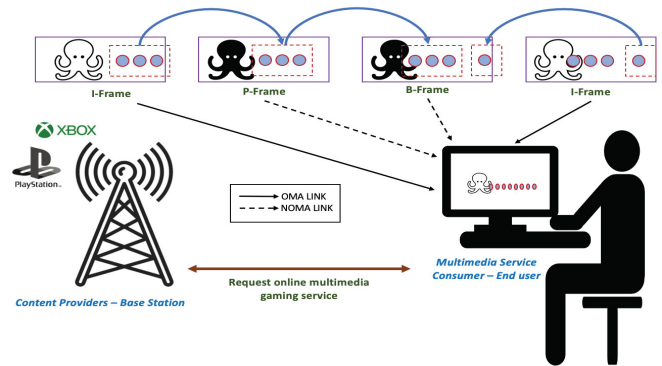 I-Frame
P-Frame
B-Frame
I-Frame
XBOX
PlayStation
OMA LINK
NOMA LINK
Multimedia Service
Consumer – End user
Request online multimedia
gaming service
Content Providers – Base Station